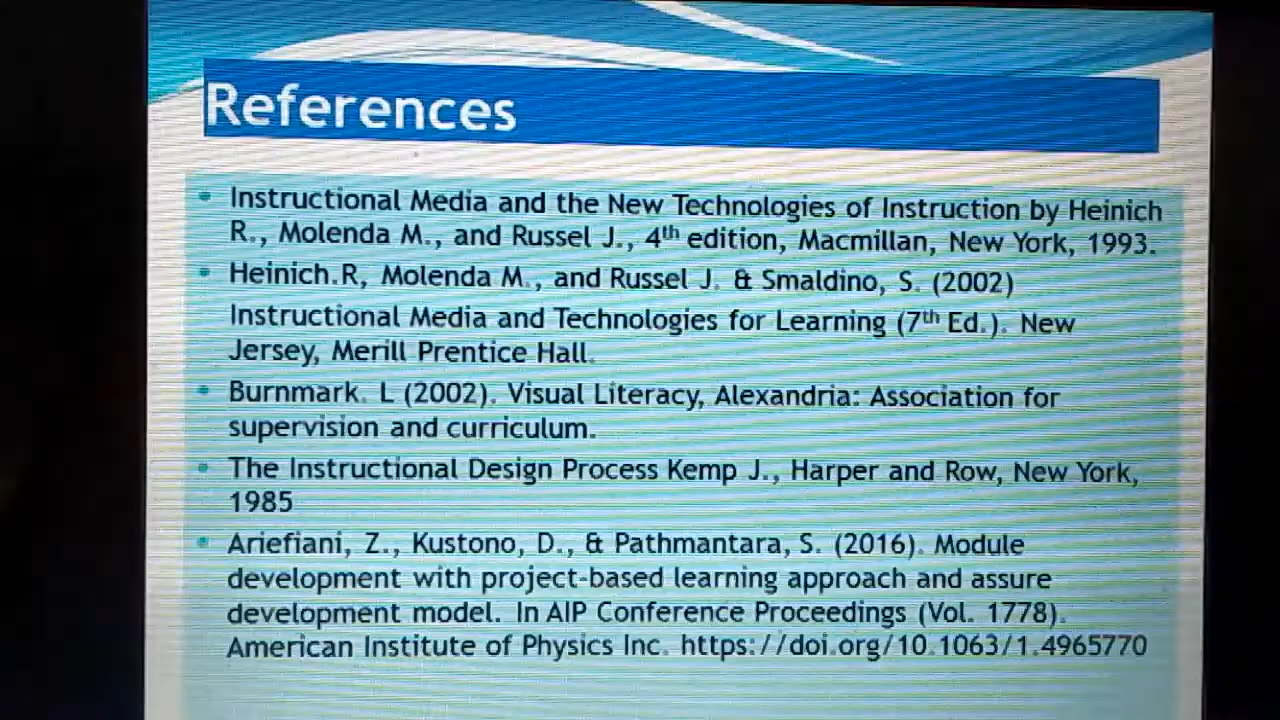 References
• Instructional Media and the New Technologies of Instruction by Heinich
R., Molenda M., and Russel J., 4th edition, Macmillan, New York, 1993.
• Heinich.R, Molenda M., and Russel J. & Smaldino, S. (2002)
Instructional Media and Technologies for Learning (7th Ed.). New
Jersey, Merill Prentice Hall.
• Burnmark. L (2002). Visual Literacy, Alexandria: Association for
supervision and curriculum.
• The Instructional Design Process Kemp J., Harper and Row, New York,
1985
• Ariefiani, Z., Kustono, D., & Pathmantara, S. (2016). Module
development with project-based learning approach and assure
development model. In AIP Conference Proceedings (Vol. 1778).
American Institute of Physics Inc. https://doi.org/10.1063/1.4965770